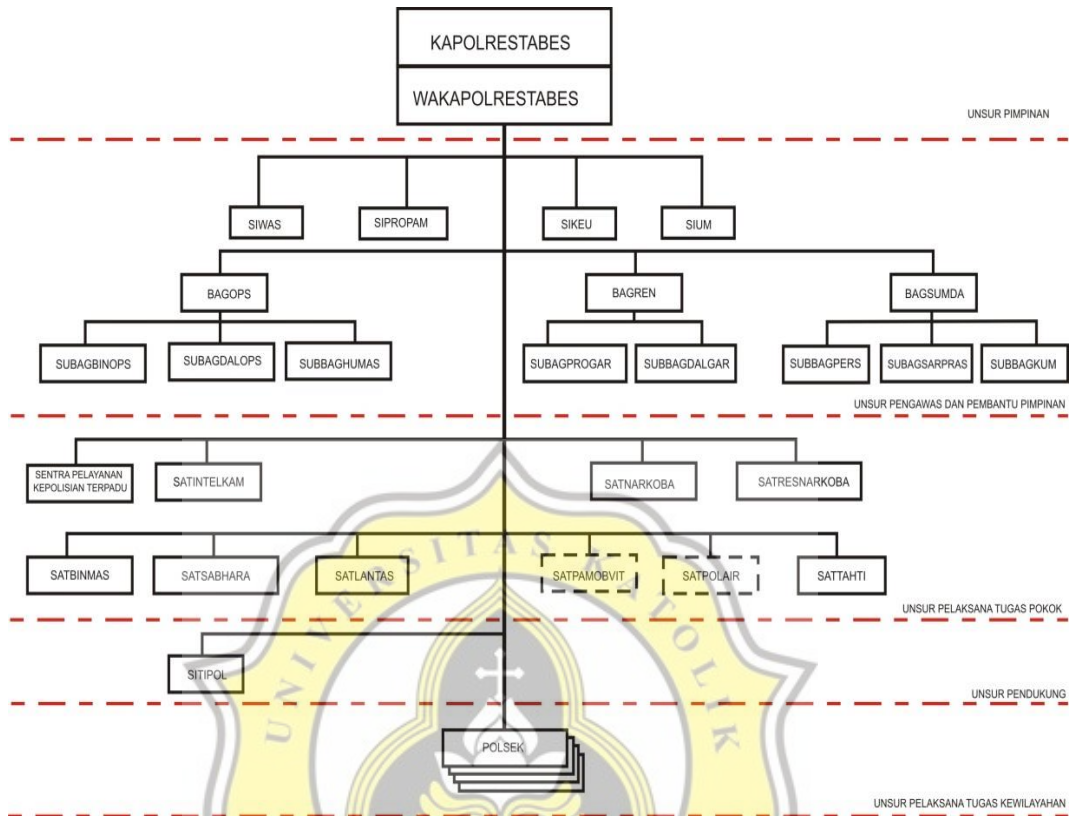 KAPOLRESTABES
WAKAPOLRESTABES
UNSUR PIMPINAN
SIWAS
SIPROPAM
SIKEU
SIUM
BAGOPS
BAGREN
BAGSUMDA
SUBAGBINOPS
SUBAGDALOPS
SUBBAGHUMAS
SUBAGPROGAR
SUBBAGDALGAR
SUBBAGPERS
SUBAGSARPRAS
SUBBAGKUM
UNSUR PENGAWAS DAN PEMBANTU PIMPINAN
SENTRA PELAYANAN
KEPOLISIAN TERPADU
SATINTELKAM
SATNARKOBA
SATRESNARKOBA
SATBINMAS
SATSABHARA
SATLANTAS
SATPAMOBVIT
SATPOLAIR
SATTAHTI
UNSUR PELAKSANA TUGAS POKOK
SITIPOL
UNSUR PENDUKUNG
POLSEK
UNSUR PELAKSANA TUGAS KEWILAYAHAN
UNIVERSITAS KATOLIK